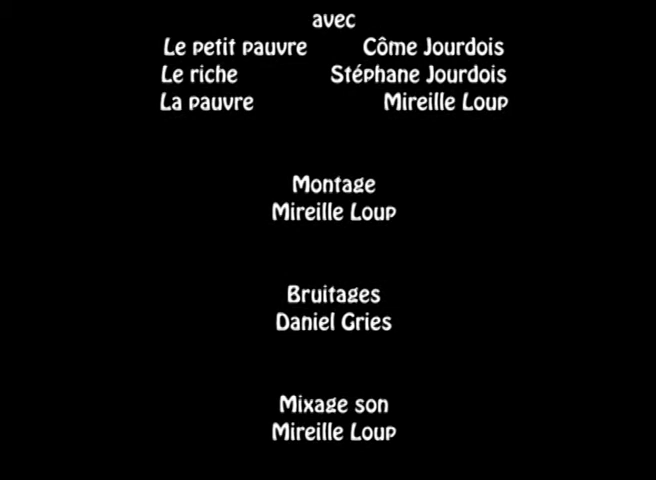 avec
Le petit pauvre Côme Jourdois
Le riche Stéphane Jourdois
La pauvre Mireille Loup
Montage
Mireille Loup
Bruitages
Daniel Gries
Mixage son
Mireille Loup